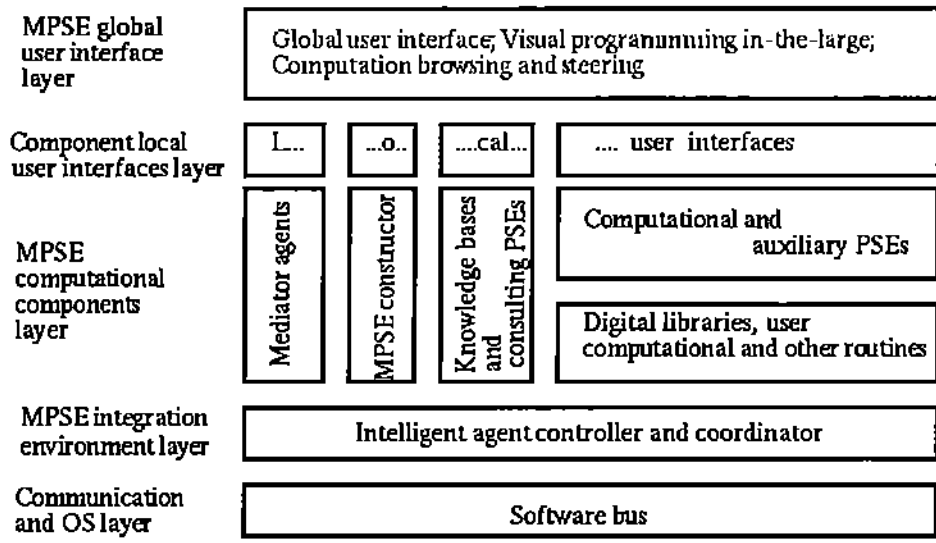 MPSE global
user interface
layer
Global user interface; Visual programming in-the-large;
Computation browsing and steering
Component local
user interfaces layer
L...
...o..
....cal...
.... user interfaces
MPSE
computational
components
layer
Mediator agents
MPSE constructor
Knowledge bases
and
consulting PSEs
Computational and
auxiliary PSEs
Digital libraries, user
computational and other routines
MPSE integration
environment layer
Intelligent agent controller and coordinator
Communication
and OS layer
Software bus